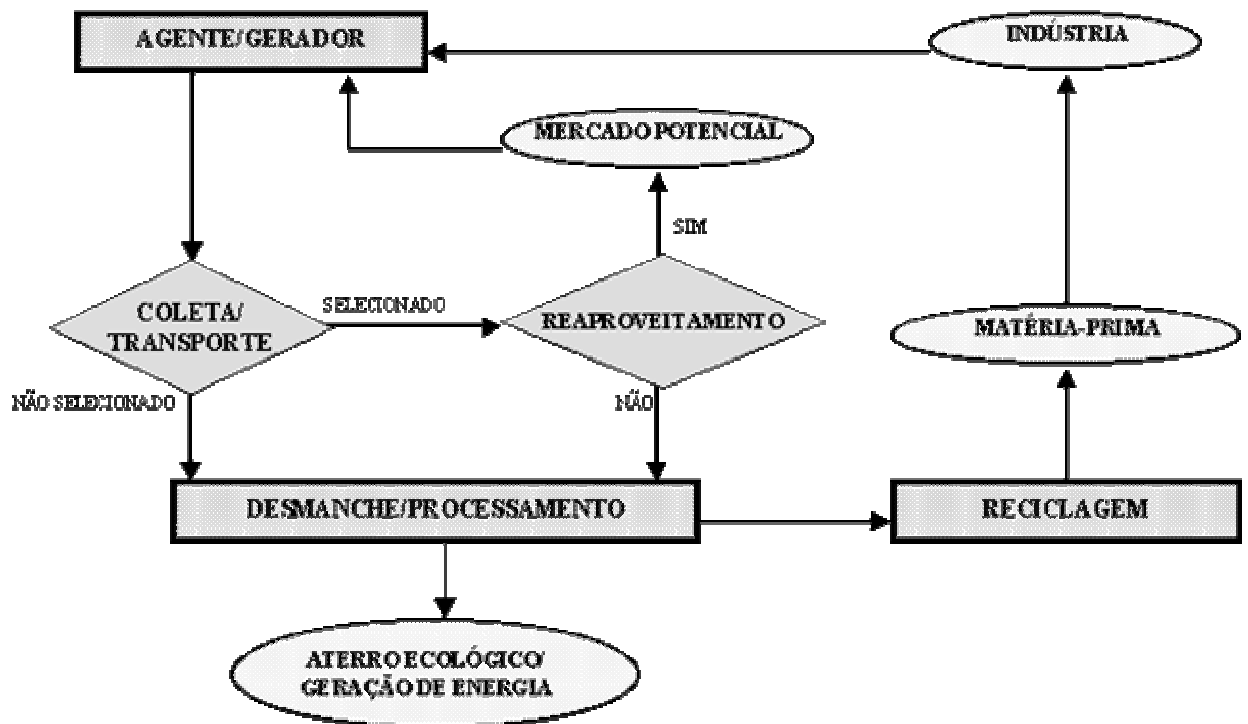 AGENTE/GERADOR
INDÚSTRIA
MERCADO POTENCIAL
SIM
COLETA/
TRANSPORTE
SELECIONADO
REAPROVEITAMENTO
MATÉRIA-PRIMA
NÃO SELECIONADO
NÃO
DESMANCHE/PROCESSAMENTO
RECICLAGEM
ATERRO ECOLÓGICO/
GERAÇÃO DE ENERGIA